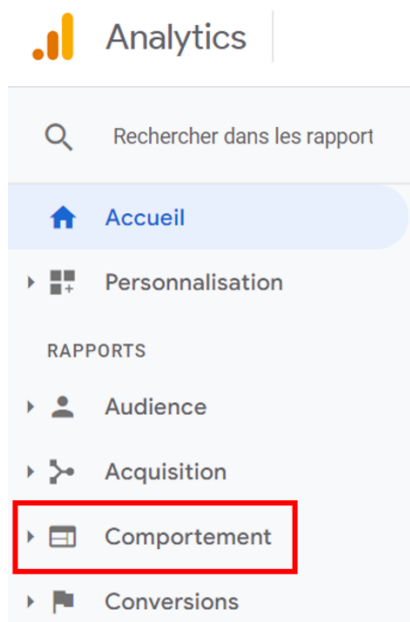 Analytics
Rechercher dans les rapport
Accueil
Personnalisation
RAPPORTS
Audience
Acquisition
Comportement
Conversions